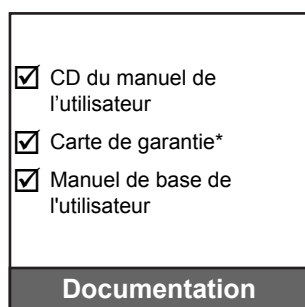 CD du manuel de
l’utilisateur
Carte de garantie*
Manuel de base de
l'utilisateur
Documentation